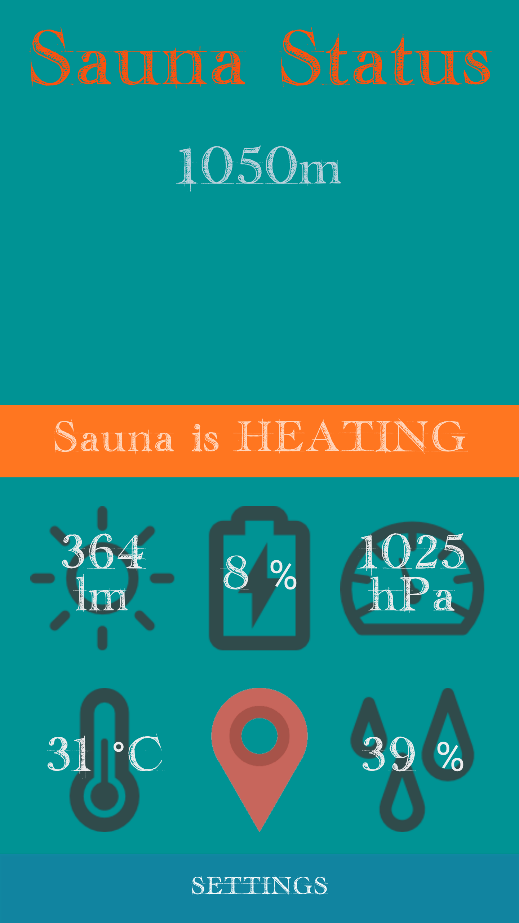 Sauna Status
1050m
Sauna is HEATING
364
lm
8 %
1025
hPa
31 °C
39 %
SETTINGS